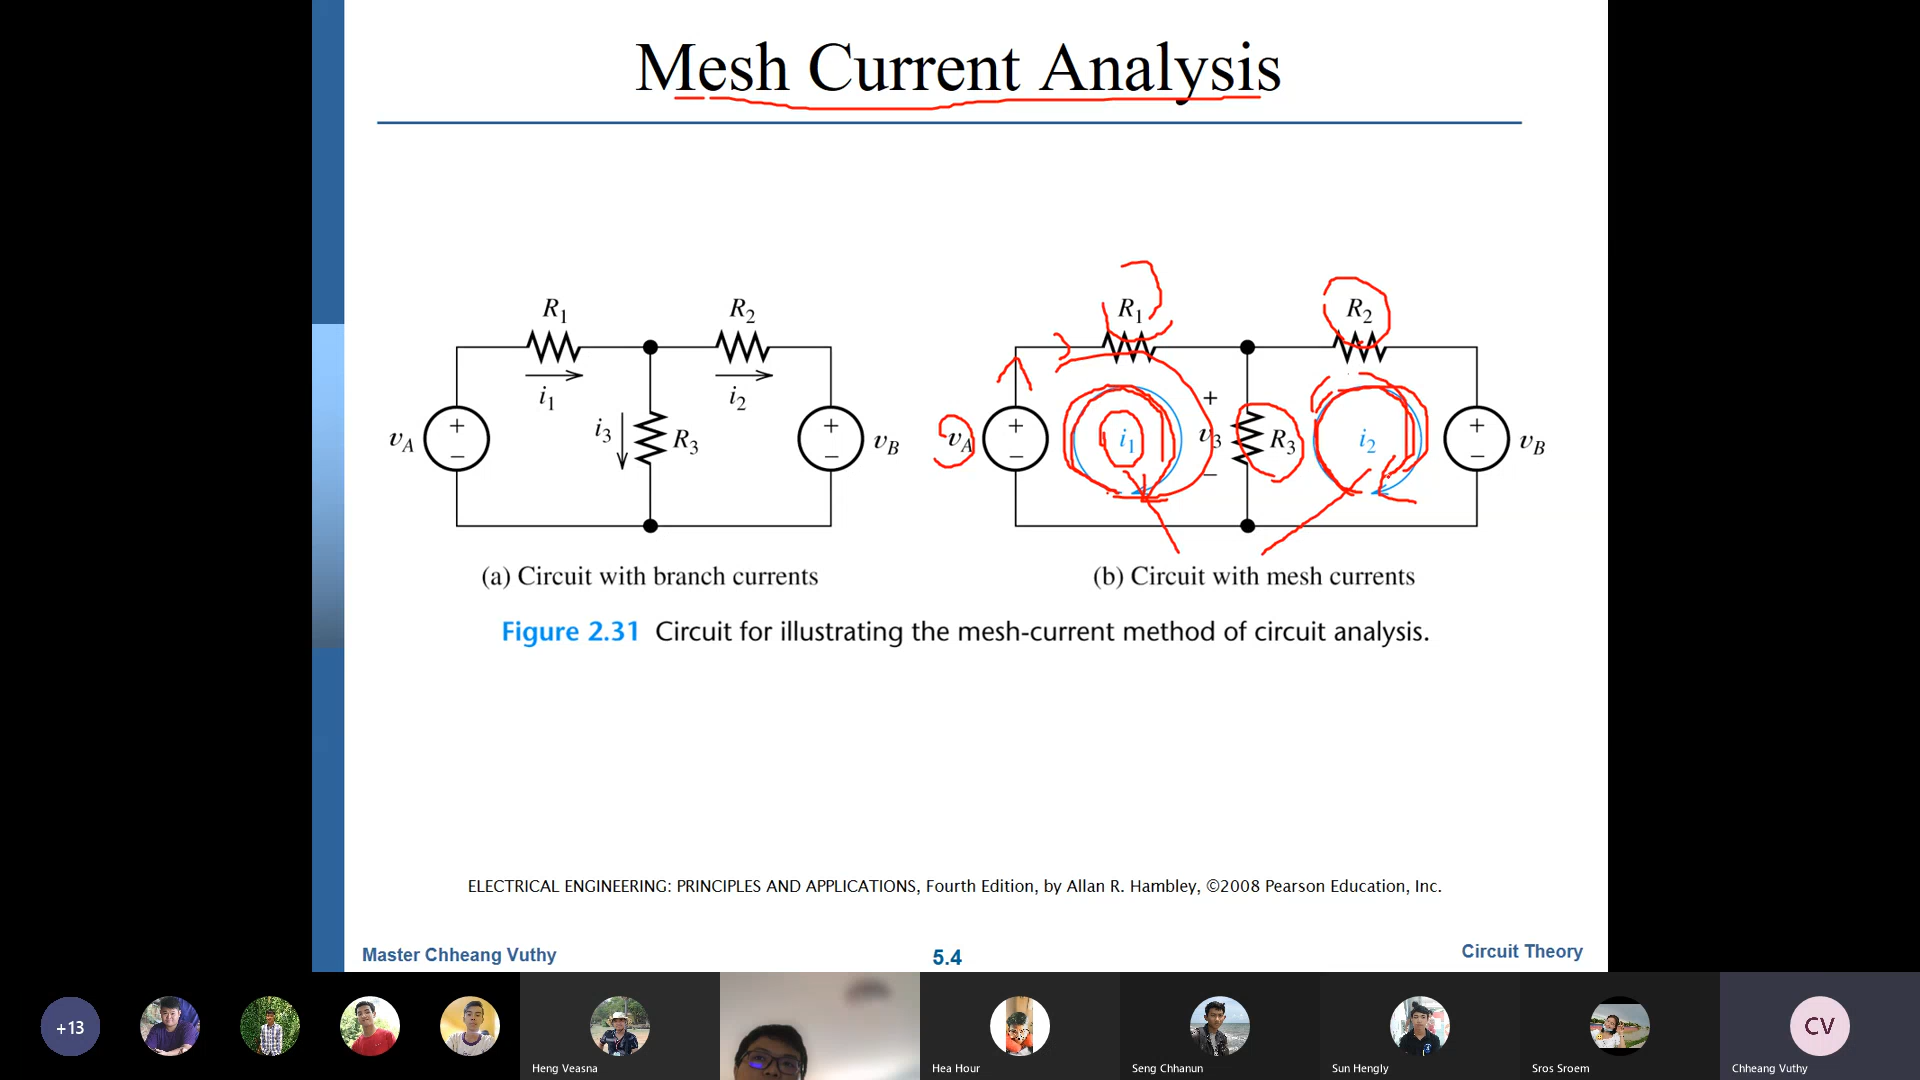 Mesh Current Analysis
R1
R2
i1
i2
i3
R3
vA
+
−
+
−
vB
(a) Circuit with branch currents
R1
R2
vA
+
−
i1
+
v3
−
R3
i2
+
−
vB
(b) Circuit with mesh currents
Figure 2.31 Circuit for illustrating the mesh-current method of circuit analysis.
ELECTRICAL ENGINEERING: PRINCIPLES AND APPLICATIONS, Fourth Edition, by Allan R. Hambley, ©2008 Pearson Education, Inc.
Master Chheang Vuthy
5.4
Circuit Theory
+13
Heng Veasna
Hea Hour
Seng Chhanun
Sun Hengly
Sros Sroem
CV
Chheang Vuthy